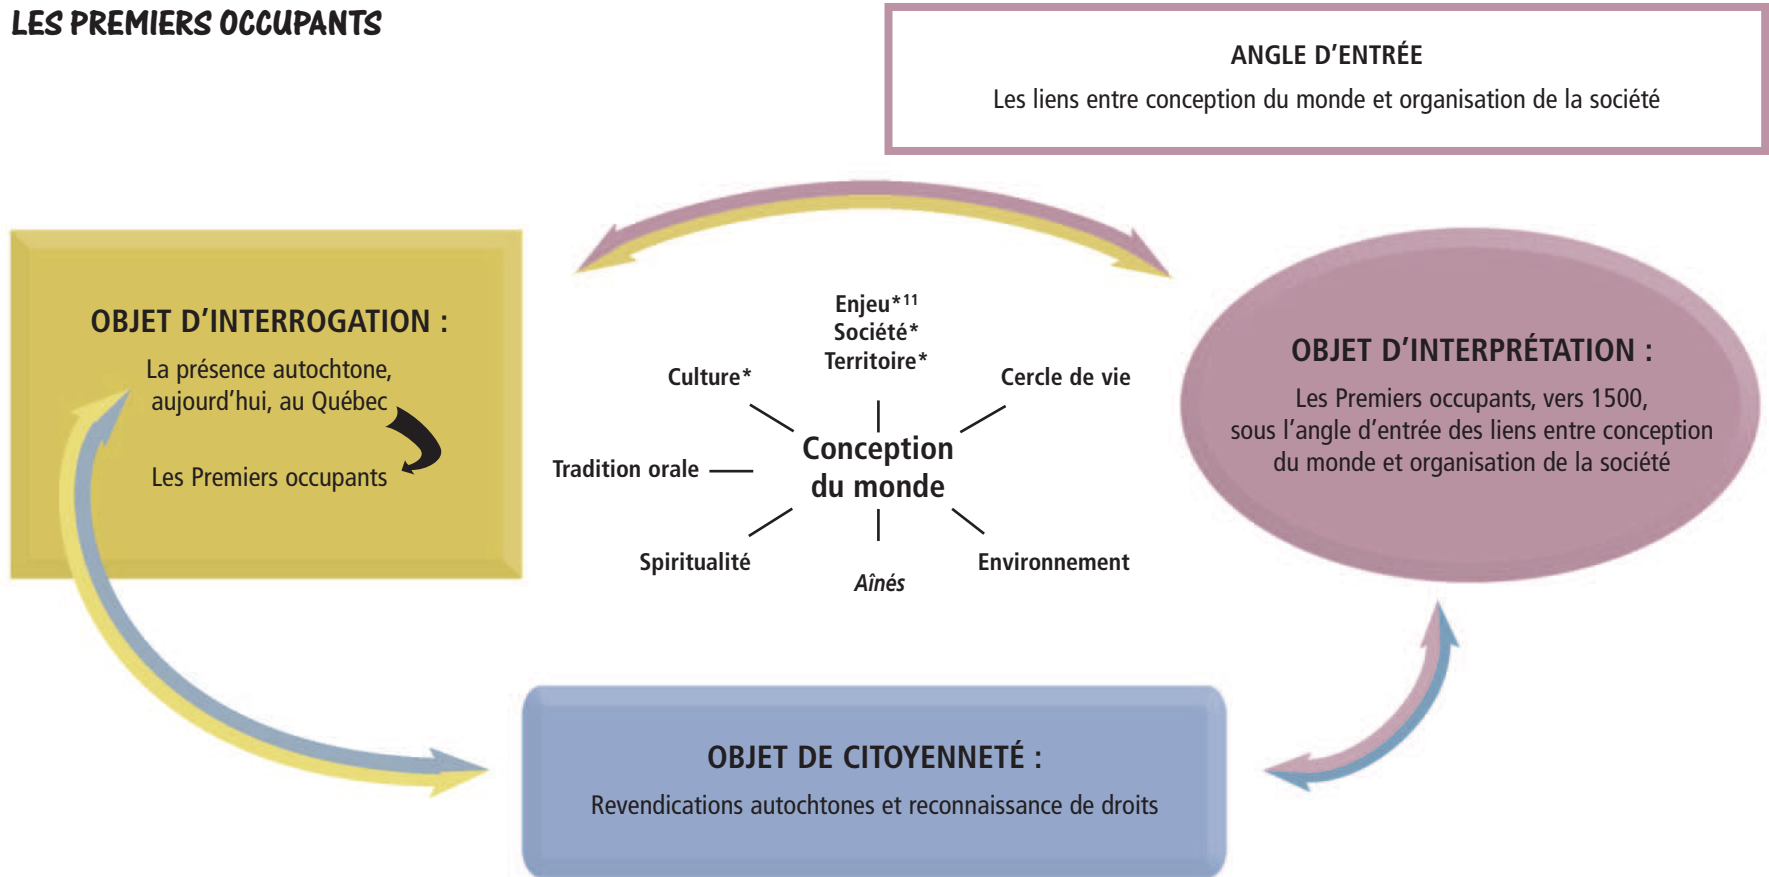 LES PREMIERS OCCUPANTS
ANGLE D'ENTRÉE
Les liens entre conception du monde et organisation de la société
OBJET D'INTERROGATION :
La présence autochtone,
aujourd'hui, au Québec
Les Premiers occupants
Enjeu*11
Société*
Territoire*
Culture*
Cercle de vie
Conception
du monde
Tradition orale
Spiritualité
Aînés
Environnement
OBJET D'INTERPRÉTATION :
Les Premiers occupants, vers 1500,
sous l'angle d'entrée des liens entre conception
du monde et organisation de la société
OBJET DE CITOYENNETÉ :
Revendications autochtones et reconnaissance de droits